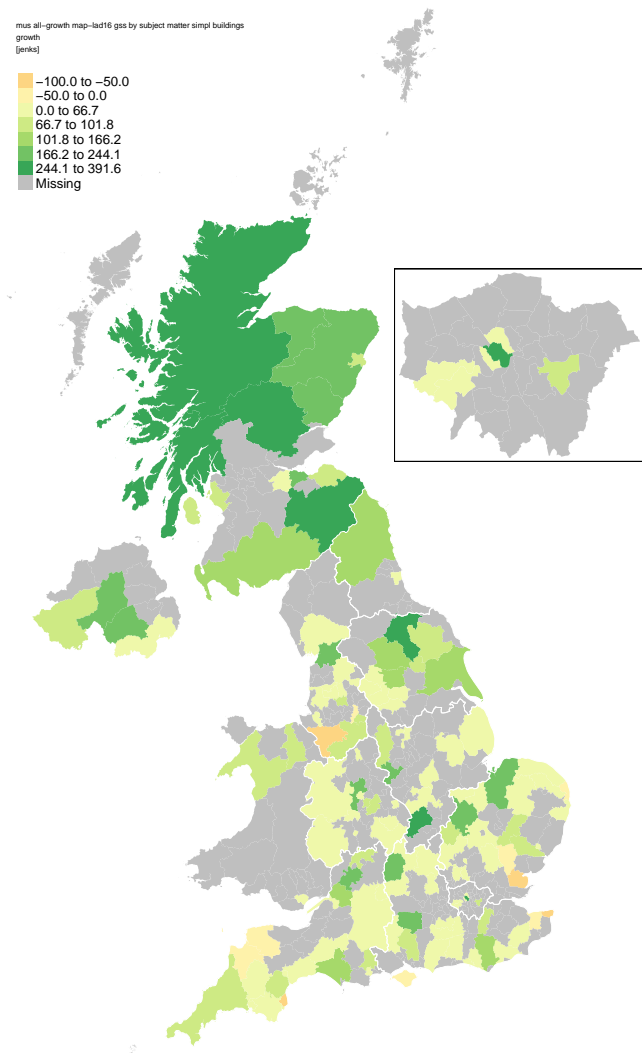 mus all−growth map−lad16 gss by subject matter simpl buildings
growth
[jenks]
−100.0 to −50.0
−50.0 to 0.0
0.0 to 66.7
66.7 to 101.8
101.8 to 166.2
166.2 to 244.1
244.1 to 391.6
Missing